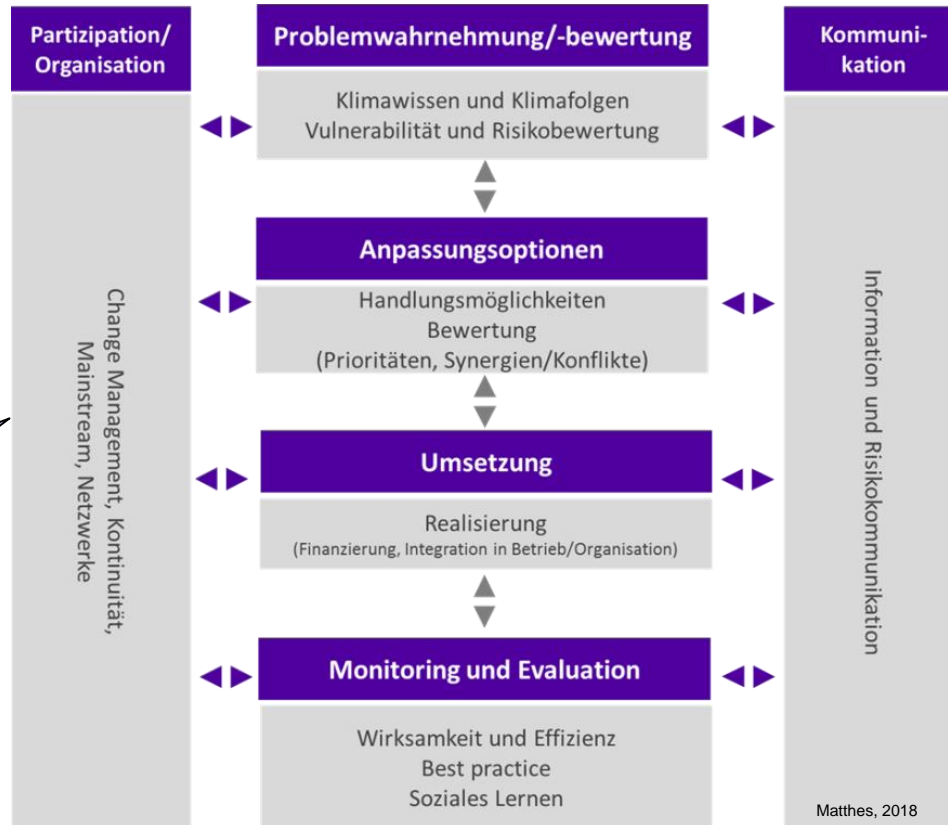 Partizipation/
Organisation
Change Management, Kontinuität,
Mainstream, Netzwerke
Problemwahrnehmung/-bewertung
Klimawissen und Klimafolgen
Vulnerabilität und Risikobewertung
Anpassungsoptionen
Handlungsmöglichkeiten
Bewertung
(Prioritäten, Synergien/Konflikte)
Umsetzung
Realisierung
(Finanzierung, Integration in Betrieb/Organisation)
Monitoring und Evaluation
Wirksamkeit und Effizienz
Best practice
Soziales Lernen
Kommuni-
kation
Information und Risikokommunikation
Matthes, 2018